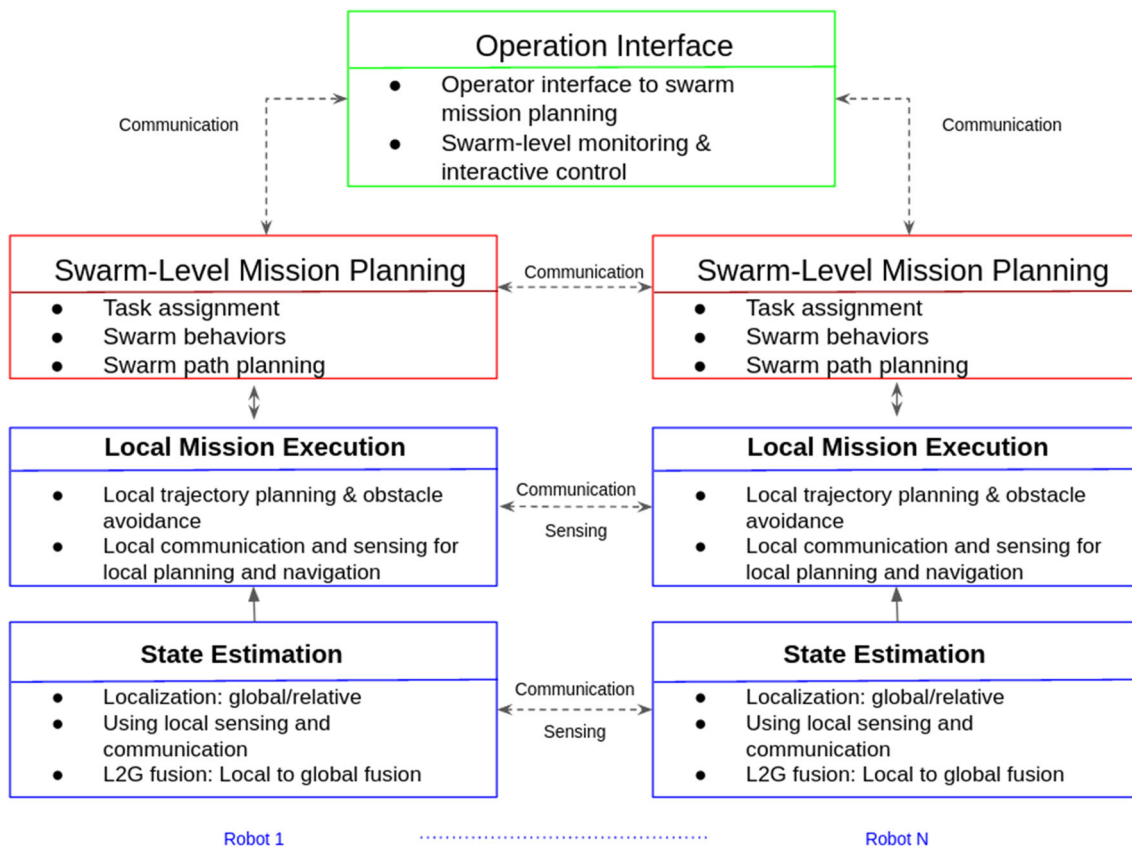 Operation Interface
● Operator interface to swarm
mission planning
● Swarm-level monitoring &
interactive control
Communication
Communication
Swarm-Level Mission Planning
● Task assignment
● Swarm behaviors
● Swarm path planning
Communication
Swarm-Level Mission Planning
● Task assignment
● Swarm behaviors
● Swarm path planning
Local Mission Execution
● Local trajectory planning & obstacle
avoidance
● Local communication and sensing for
local planning and navigation
Communication
Sensing
Local Mission Execution
● Local trajectory planning & obstacle
avoidance
● Local communication and sensing for
local planning and navigation
State Estimation
● Localization: global/relative
● Using local sensing and
communication
● L2G fusion: Local to global fusion
Communication
Sensing
State Estimation
● Localization: global/relative
● Using local sensing and
communication
● L2G fusion: Local to global fusion
Robot 1
Robot N